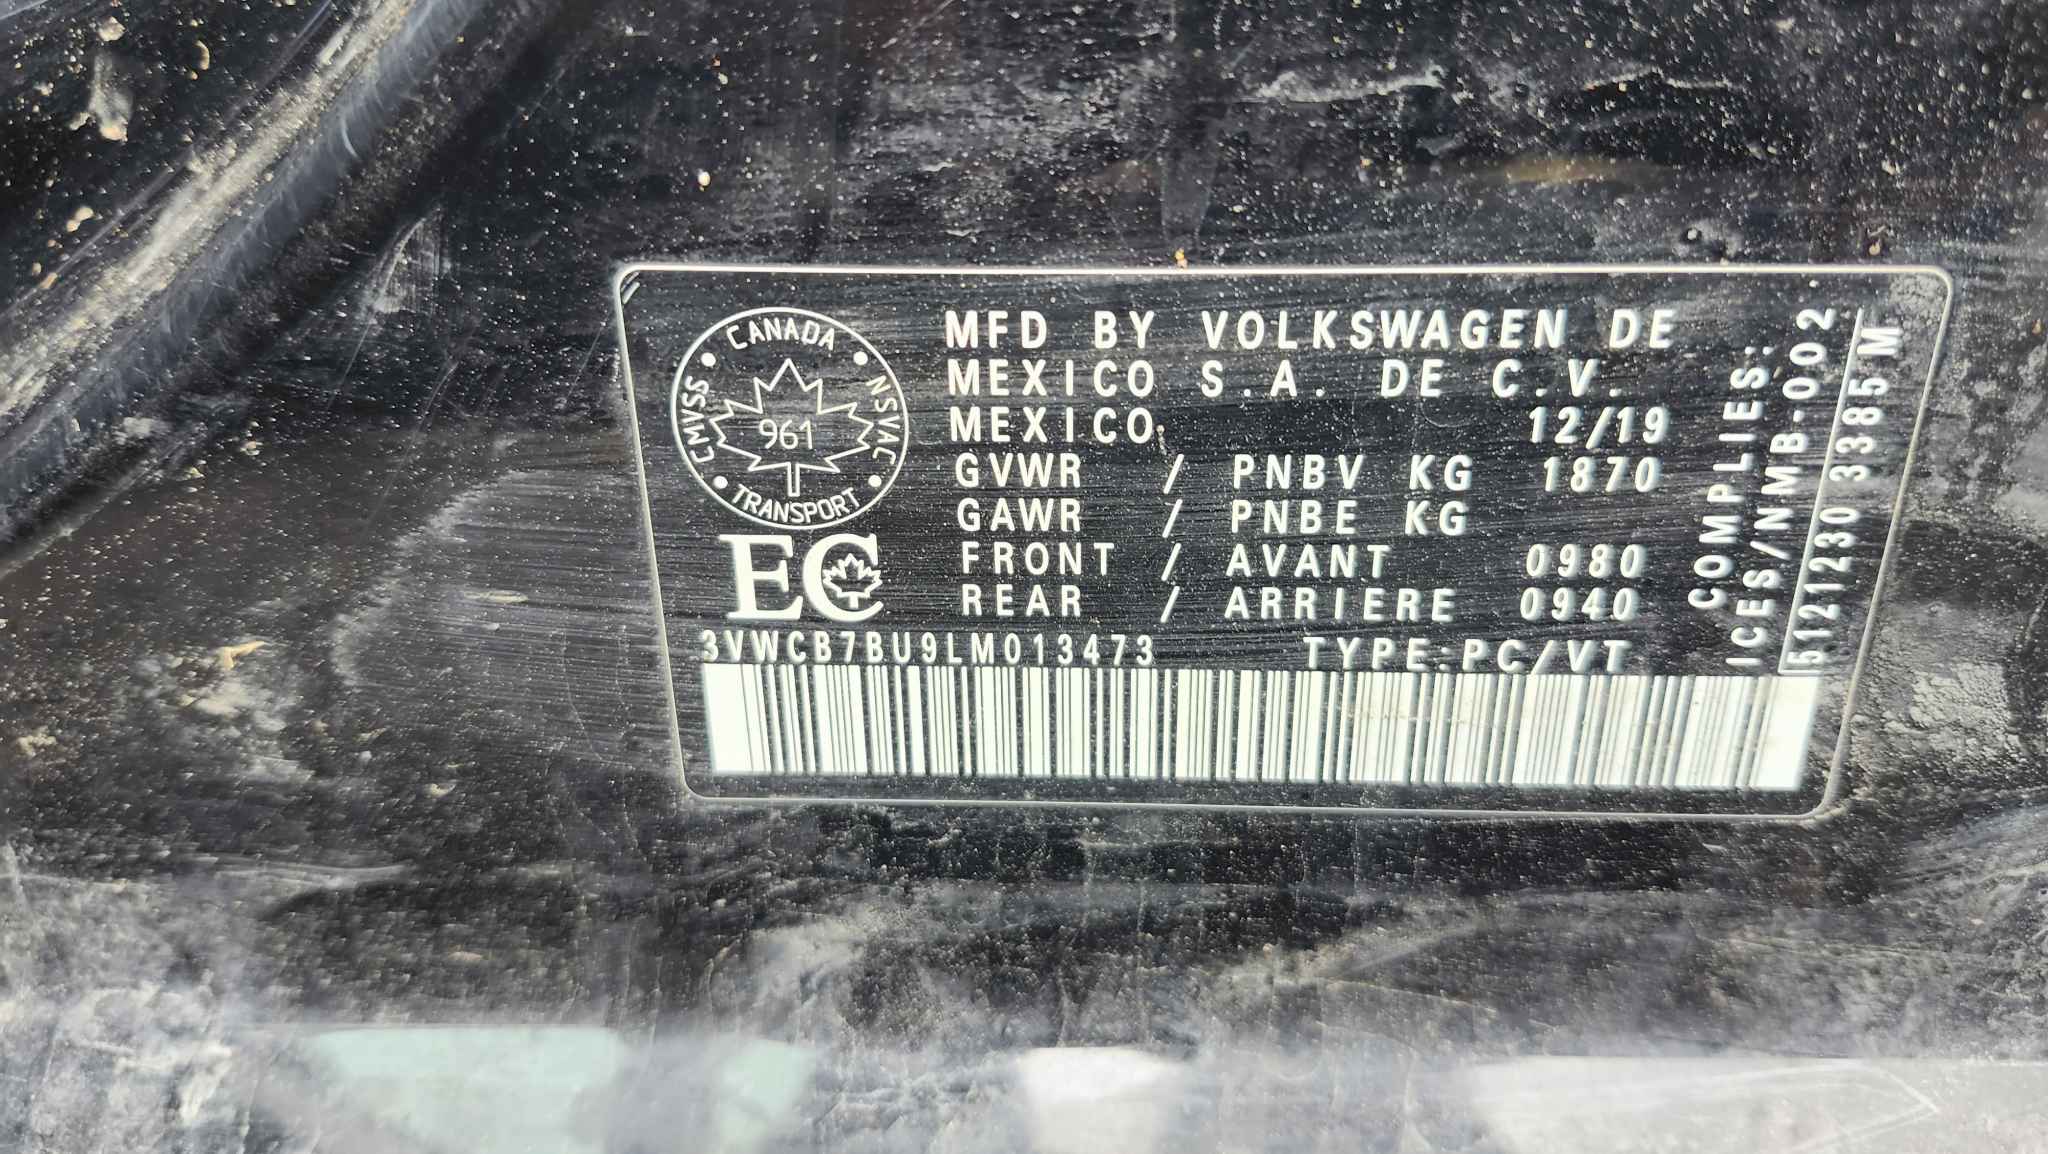 CANADA
CMVSS
NSVAC
961
TRANSPORT
EC
MFD BY VOLKSWAGEN DE
MEXICO S.A. DE C.V.
MEXICO 12/19
GVWR / PNBV KG 1870
GAWR / PNBE KG
FRONT / AVANT 0980
REAR / ARRIERE 0940
3VWCB7BU9LM013473 TYPE:PC/VT
COMPLIES:
ICES/NMB-002
5121230 3385 M